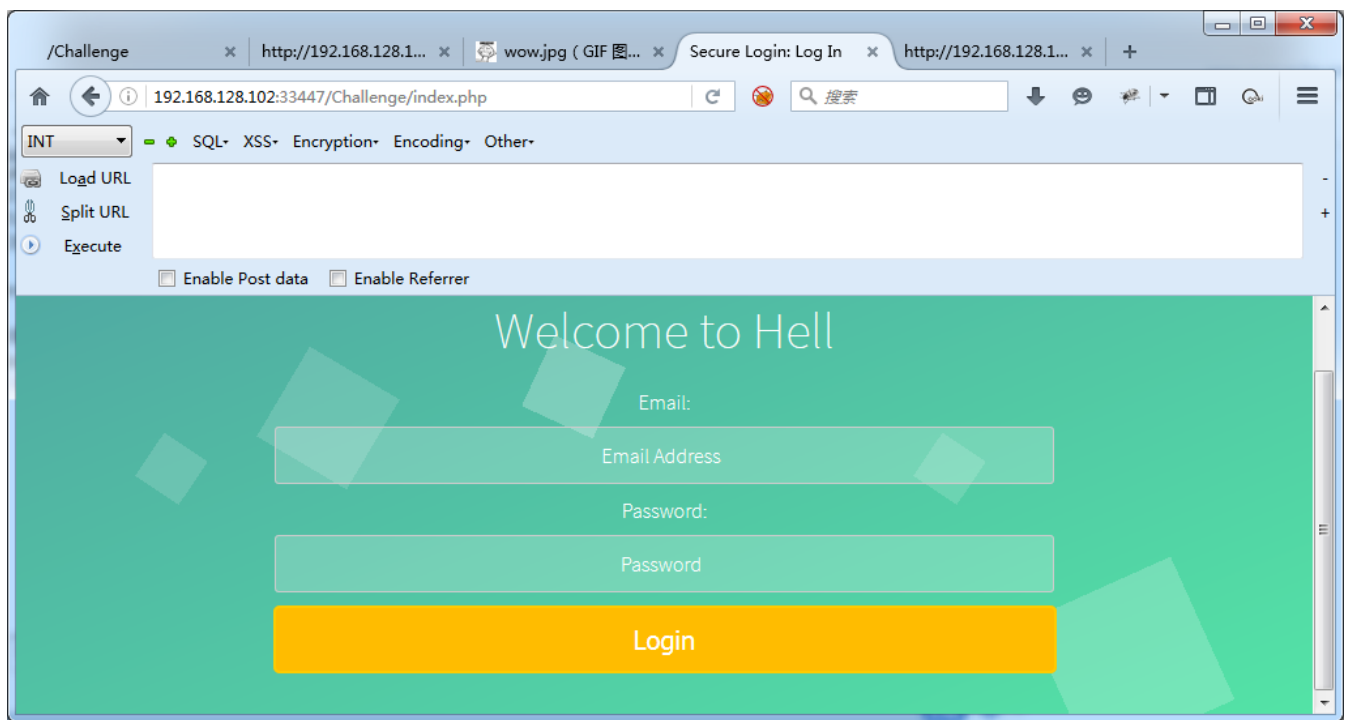 /Challenge × http://192.168.128.1... × wow.jpg ( GIF 图... × Secure Login: Log In × http://192.168.128.1... × +
192.168.128.102:33447/Challenge/index.php 搜索
INT SQL XSS Encryption Encoding Other
Load URL
Split URL
Execute
Enable Post data Enable Referrer
Welcome to Hell
Email:
Email Address
Password:
Password
Login